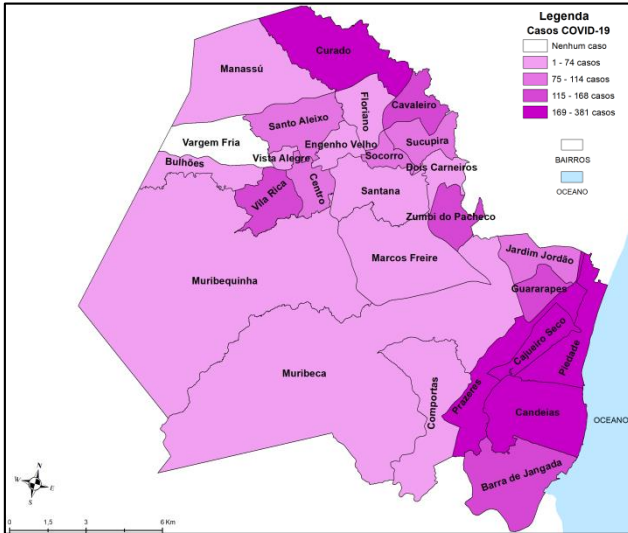 Legenda
Casos COVID-19
Nenhum caso
1 - 74 casos
75 - 114 casos
115 - 168 casos
169 - 381 casos
BAIRROS
OCEANO
Curado
Manassú
Floriano
Cavaleiro
Santo Aleixo
Vargem Fria
Engenho Velho
Sucupira
Socorro
Vista Alegre
Bulhões
Dois Carneiros
Vila Rica
Centro
Santana
Zumbi do Pacheco
Marcos Freire
Jardim Jordão
Muribequinha
Guararapes
Cajueiro Seco
Piedade
Muribeca
Comportas
Prazeres
Candeias
OCEANO
Barra de Jangada
N
W
E
S
0 1,5 3 6 Km